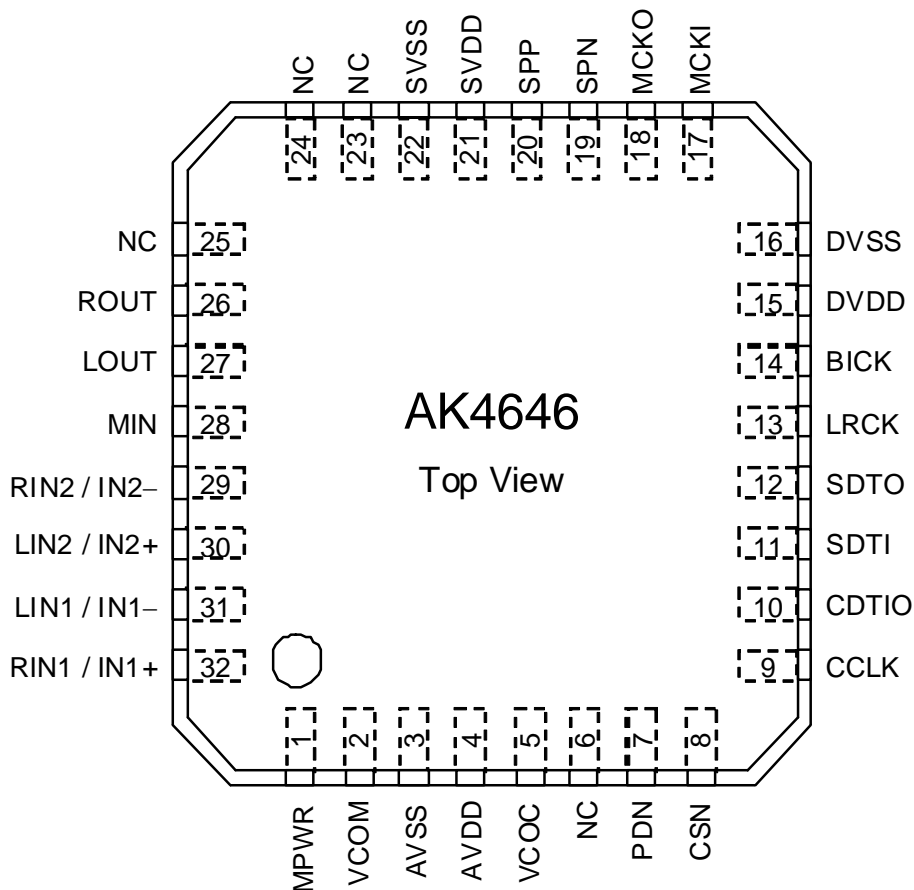 NC
NC
SVSS
SVDD
SPP
SPN
MCKO
MCKI
24
23
22
21
20
19
18
17
NC 25
ROUT 26
LOUT 27
MIN 28
RIN2 / IN2−
29
LIN2 / IN2+
30
LIN1 / IN1−
31
RIN1 / IN1+
32
AK4646
Top View
16 DVSS
15 DVDD
14 BICK
13 LRCK
12 SDTO
11 SDTI
10 CDTIO
9 CCLK
1
2
3
4
5
6
7
8
MPWR
VCOM
AVSS
AVDD
VCOC
NC
PDN
CSN